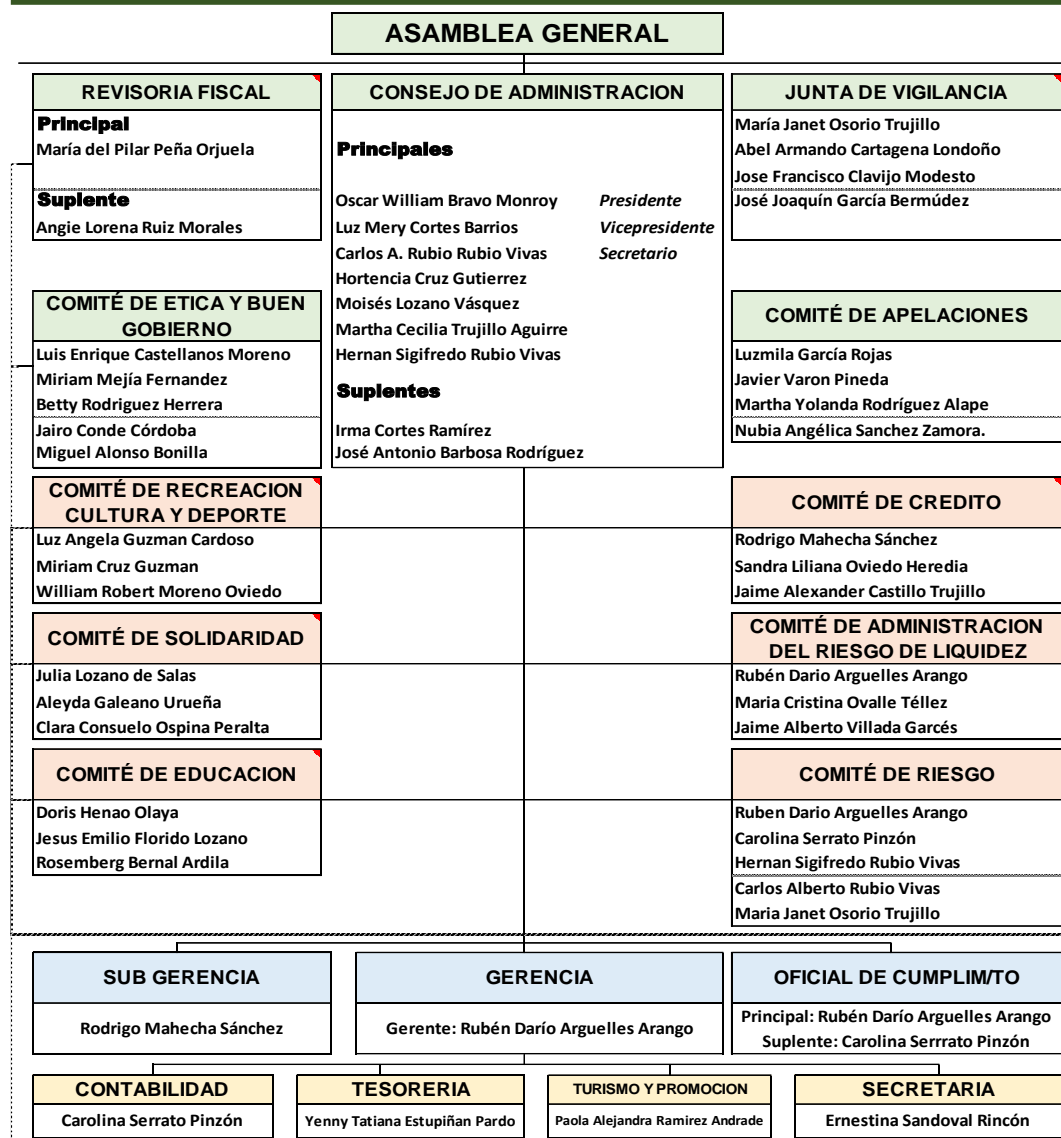 ASAMBLEA GENERAL
REVISORIA FISCAL
Principal
María del Pilar Peña Orjuela
Suplente
Angie Lorena Ruiz Morales
CONSEJO DE ADMINISTRACION
Principales
Oscar William Bravo Monroy Presidente
Luz Mery Cortes Barrios Vicepresidente
Carlos A. Rubio Rubio Vivas Secretario
Hortencia Cruz Gutierrez
Moisés Lozano Vásquez
Martha Cecilia Trujillo Aguirre
Hernan Sigifredo Rubio Vivas
Suplentes
Irma Cortes Ramírez
José Antonio Barbosa Rodríguez
JUNTA DE VIGILANCIA
María Janet Osorio Trujillo
Abel Armando Cartagena Londoño
Jose Francisco Clavijo Modesto
José Joaquín García Bermúdez
COMITÉ DE ETICA Y BUEN
GOBIERNO
Luis Enrique Castellanos Moreno
Miriam Mejía Fernandez
Betty Rodriguez Herrera
Jairo Conde Córdoba
Miguel Alonso Bonilla
COMITÉ DE APELACIONES
Luzmila García Rojas
Javier Varon Pineda
Martha Yolanda Rodríguez Alape
Nubia Angélica Sanchez Zamora.
COMITÉ DE RECREACION
CULTURA Y DEPORTE
Luz Angela Guzman Cardoso
Miriam Cruz Guzman
William Robert Moreno Oviedo
COMITÉ DE CREDITO
Rodrigo Mahecha Sánchez
Sandra Liliana Oviedo Heredia
Jaime Alexander Castillo Trujillo
COMITÉ DE SOLIDARIDAD
Julia Lozano de Salas
Aleyda Galeano Urueña
Clara Consuelo Ospina Peralta
COMITÉ DE ADMINISTRACION
DEL RIESGO DE LIQUIDEZ
Rubén Dario Arguelles Arango
Maria Cristina Ovalle Téllez
Jaime Alberto Villada Garcés
COMITÉ DE EDUCACION
Doris Henao Olaya
Jesus Emilio Florido Lozano
Rosemberg Bernal Ardila
COMITÉ DE RIESGO
Ruben Dario Arguelles Arango
Carolina Serrato Pinzón
Hernan Sigifredo Rubio Vivas
Carlos Alberto Rubio Vivas
Maria Janet Osorio Trujillo
SUB GERENCIA
Rodrigo Mahecha Sánchez
GERENCIA
Gerente: Rubén Darío Arguelles Arango
OFICIAL DE CUMPLIM/TO
Principal: Rubén Darío Arguelles Arango
Suplente: Carolina Serrrato Pinzón
CONTABILIDAD
Carolina Serrato Pinzón
TESORERIA
Yenny Tatiana Estupiñan Pardo
TURISMO Y PROMOCION
Paola Alejandra Ramirez Andrade
SECRETARIA
Ernestina Sandoval Rincón